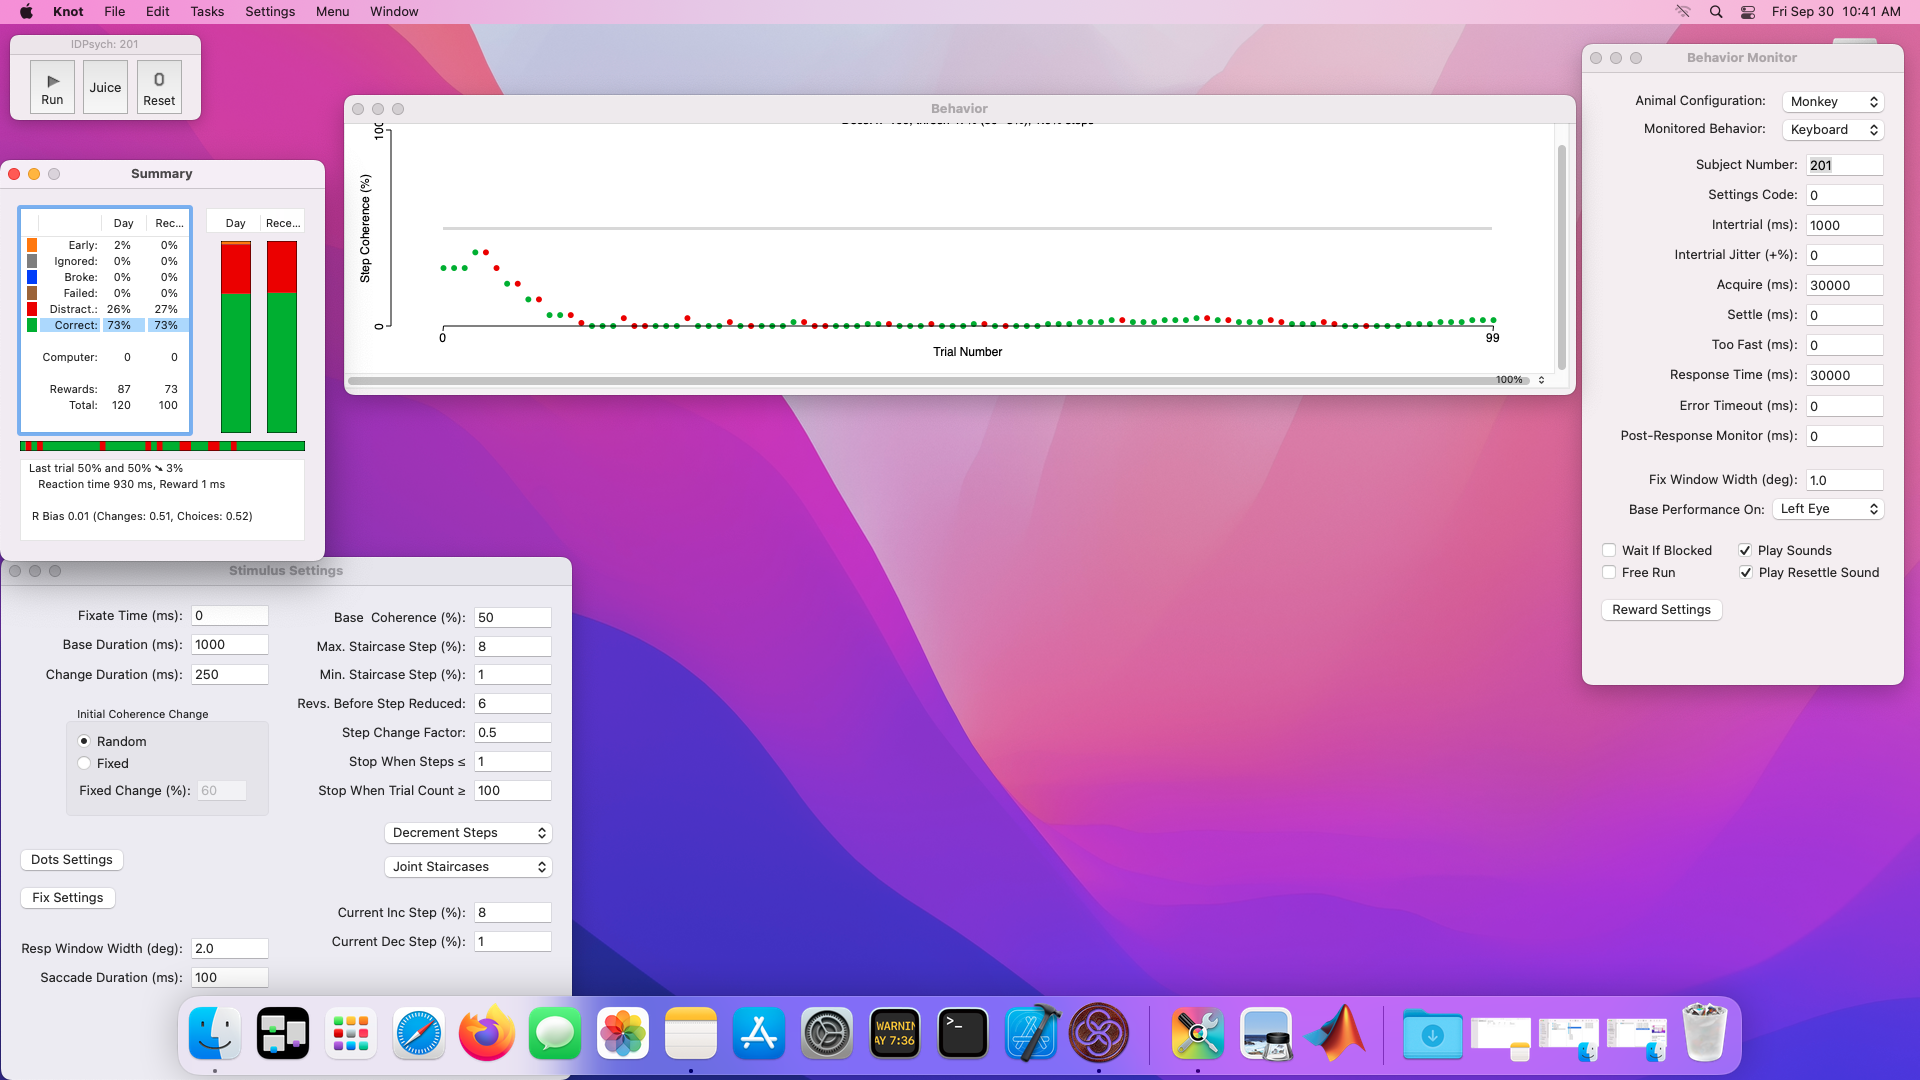 Knot File Edit Tasks Settings Menu Window Fri Sep 30 10:41 AM
IDPsych: 201
Run Juice 0 Reset
Summary
Day Rec... Day Rece...
Early: 2% 0%
Ignored: 0% 0%
Broke: 0% 0%
Failed: 0% 0%
Distract.: 26% 27%
Correct: 73% 73%
Computer: 0 0
Rewards: 87 73
Total: 120 100
Last trial 50% and 50% ➘ 3%
Reaction time 930 ms, Reward 1 ms
R Bias 0.01 (Changes: 0.51, Choices: 0.52)
Behavior
100
Step Coherence (%)
0
0 99
Trial Number
100%
Behavior Monitor
Animal Configuration: Monkey
Monitored Behavior: Keyboard
Subject Number: 201
Settings Code: 0
Intertrial (ms): 1000
Intertrial Jitter (+%): 0
Acquire (ms): 30000
Settle (ms): 0
Too Fast (ms): 0
Response Time (ms): 30000
Error Timeout (ms): 0
Post-Response Monitor (ms): 0
Fix Window Width (deg): 1.0
Base Performance On: Left Eye
Wait If Blocked Play Sounds
Free Run Play Resettle Sound
Reward Settings
Stimulus Settings
Fixate Time (ms): 0
Base Duration (ms): 1000
Change Duration (ms): 250
Initial Coherence Change
Random
Fixed
Fixed Change (%): 60
Dots Settings
Fix Settings
Resp Window Width (deg): 2.0
Saccade Duration (ms): 100
Base Coherence (%): 50
Max. Staircase Step (%): 8
Min. Staircase Step (%): 1
Revs. Before Step Reduced: 6
Step Change Factor: 0.5
Stop When Steps ≤ 1
Stop When Trial Count ≥ 100
Decrement Steps
Joint Staircases
Current Inc Step (%): 8
Current Dec Step (%): 1
WARNIN
AY 7:36
>_